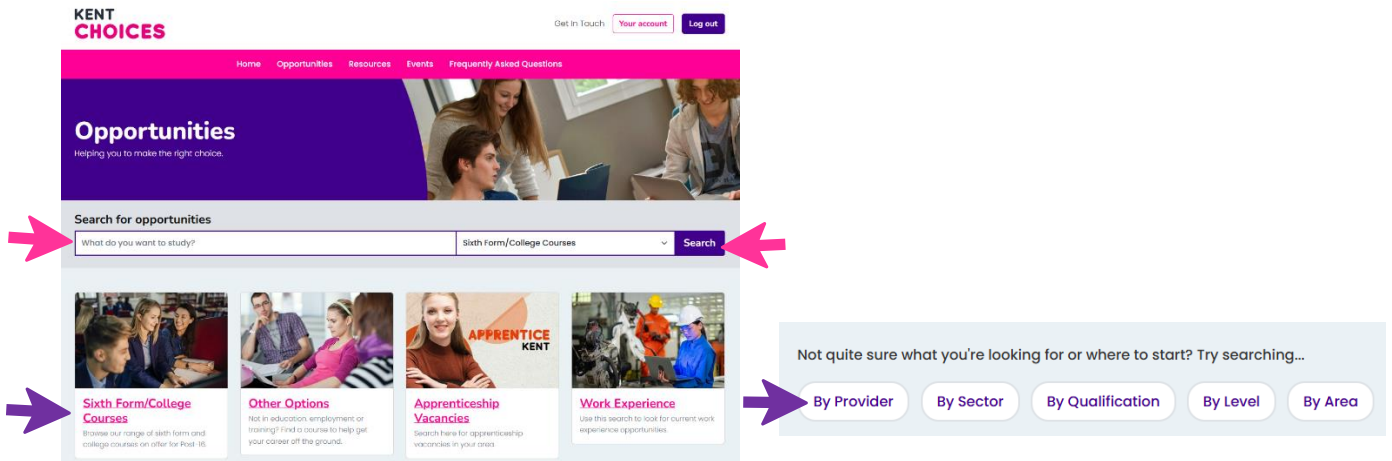 KENT
CHOICES
Get In Touch Your account Log out
Home Opportunities Resources Events Frequently Asked Questions
Opportunities
Helping you to make the right choice.
Search for opportunities
What do you want to study? Sixth Form/College Courses Search
APPRENTICE
KENT
Sixth Form/College
Courses
Browse our range of sixth form and
college courses on offer for Post-16.
Other Options
Not in education, employment or
training? Find a course to help get
your career off the ground.
Apprenticeship
Vacancies
Search here for apprenticeship
vacancies in your area
Work Experience
Use this search to look for current work
experience opportunities.
Not quite sure what you're looking for or where to start? Try searching...
By Provider By Sector By Qualification By Level By Area